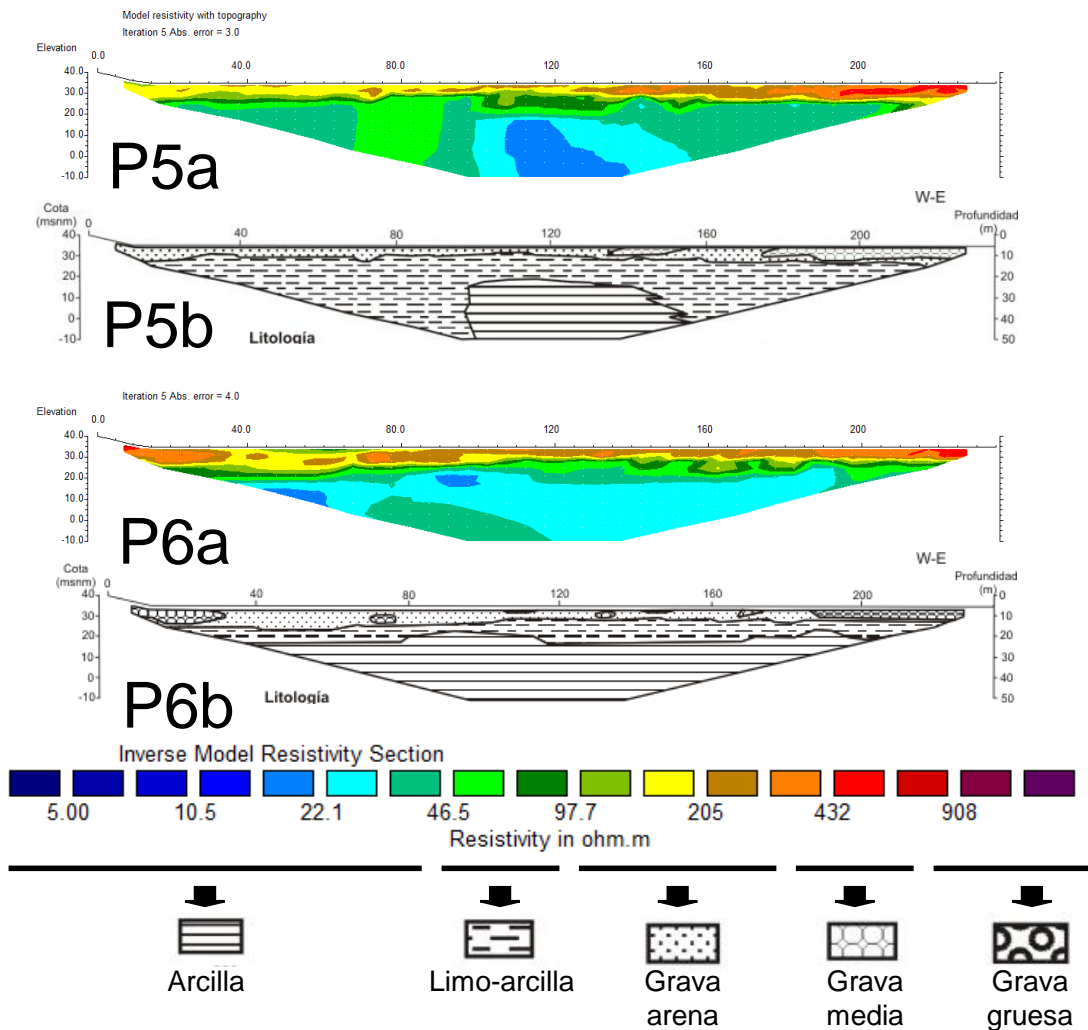 Model resistivity with topography
Iteration 5 Abs. error = 3.0
Elevation 0.0 40.0 80.0 120 160 200
40.0
30.0
20.0
10.0
0.0
-10.0
P5a
W-E
Cota (msnm) 0 40 80 120 160 200 Profundidad (m)
40 0
30 10
20 20
10 30
0 40
-10 50
P5b
Litología
Iteration 5 Abs. error = 4.0
Elevation 0.0 40.0 80.0 120 160 200
40.0
30.0
20.0
10.0
0.0
-10.0
P6a
W-E
Cota (msnm) 0 40 80 120 160 200 Profundidad (m)
40 0
30 10
20 20
10 30
0 40
-10 50
P6b
Litología
Inverse Model Resistivity Section
5.00 10.5 22.1 46.5 97.7 205 432 908
Resistivity in ohm.m
Arcilla
Limo-arcilla
Grava arena
Grava media
Grava gruesa